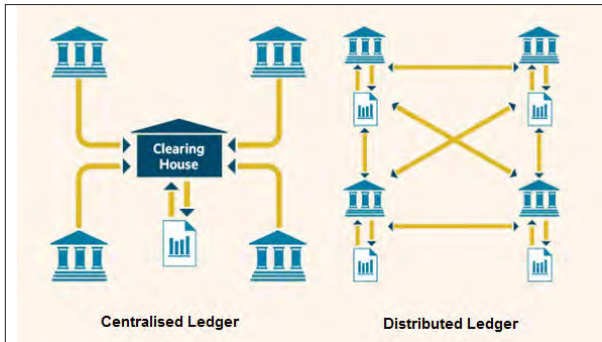 Clearing
House
Centralised Ledger
Distributed Ledger